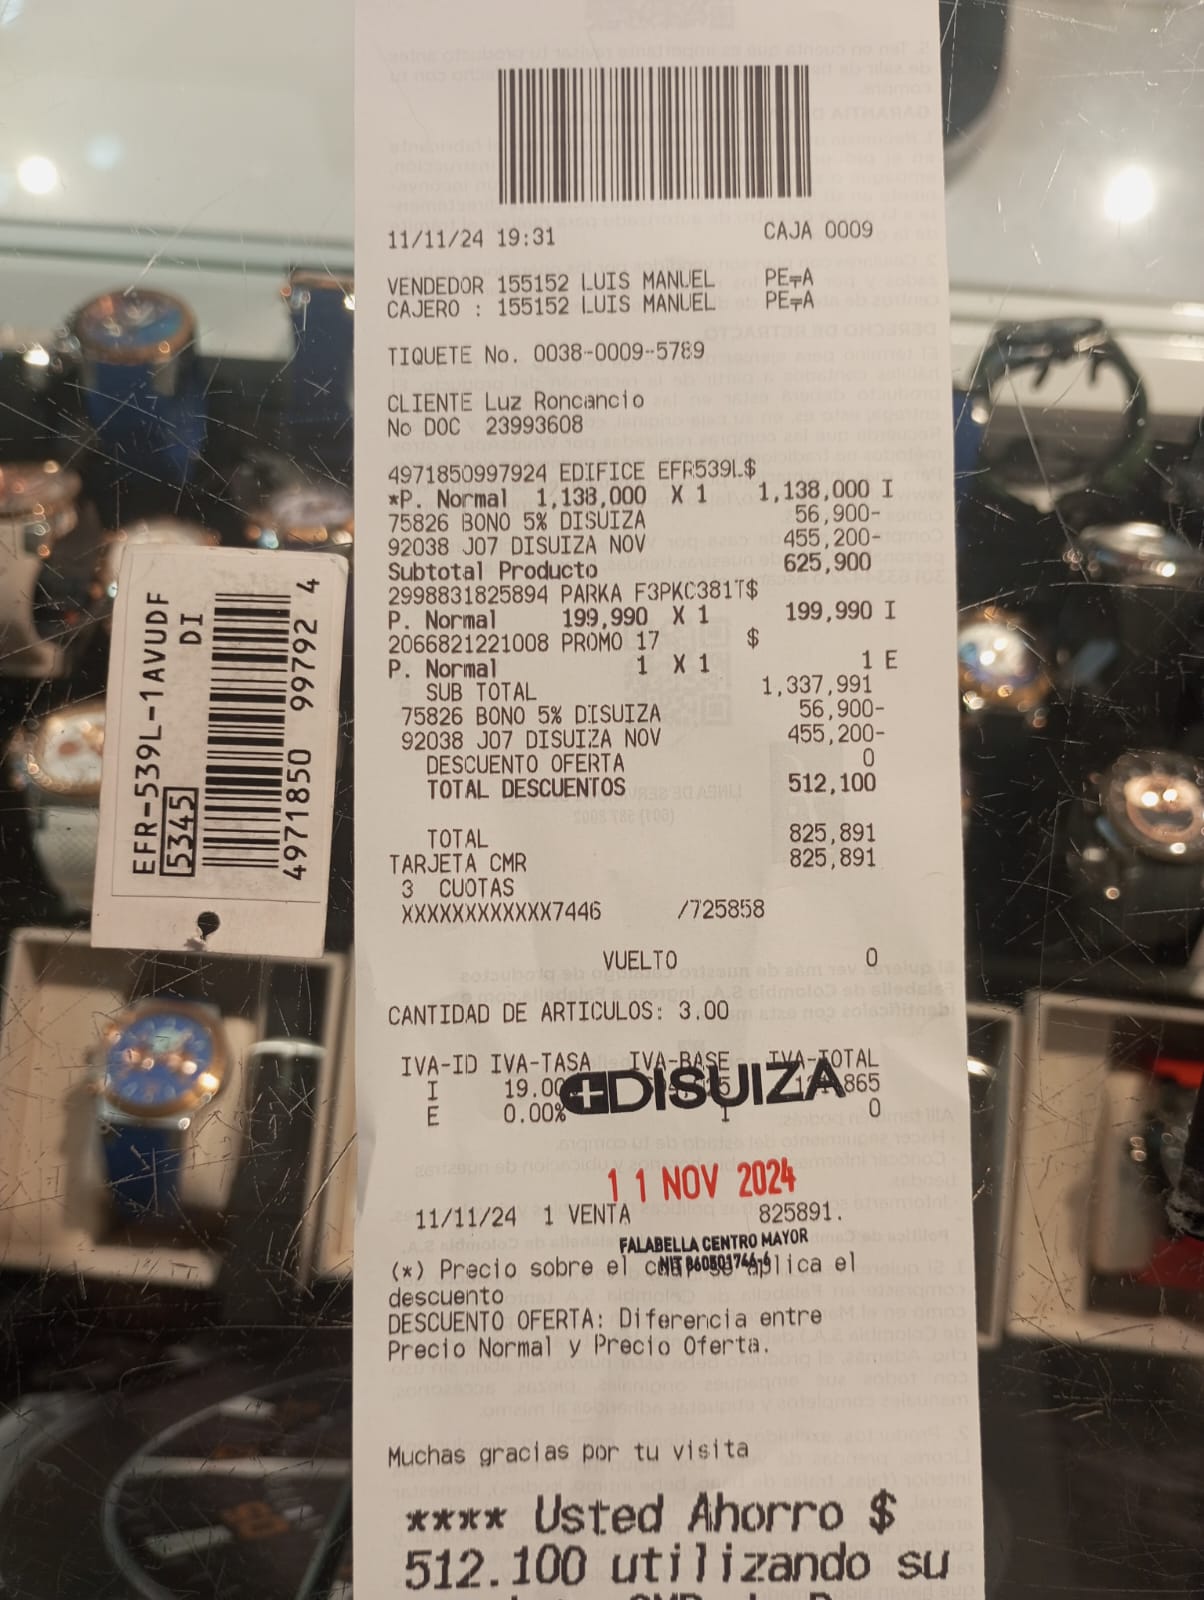 11/11/24 19:31 CAJA 0009
VENDEDOR 155152 LUIS MANUEL PE╤A
CAJERO : 155152 LUIS MANUEL PE╤A
TIQUETE No. 0038-0009-5789
CLIENTE Luz Roncancio
No DOC 23993608
4971850997924 EDIFICE EFR539L$
*P. Normal 1,138,000 X 1 1,138,000 I
75826 BONO 5% DISUIZA 56,900-
92038 J07 DISUIZA NOV 455,200-
Subtotal Producto 625,900
2998831825894 PARKA F3PKC381T$
P. Normal 199,990 X 1 199,990 I
2066821221008 PROMO 17 $
P. Normal 1 X 1 1 E
SUB TOTAL 1,337,991
75826 BONO 5% DISUIZA 56,900-
92038 J07 DISUIZA NOV 455,200-
DESCUENTO OFERTA 0
TOTAL DESCUENTOS 512,100
TOTAL 825,891
TARJETA CMR 825,891
3 CUOTAS
XXXXXXXXXXXX7446 /725858
VUELTO 0
CANTIDAD DE ARTICULOS: 3.00
IVA-ID IVA-TASA IVA-BASE IVA-TOTAL
I 19.00
E 0.00% 1 0
DISUIZA
11 NOV 2024
11/11/24 1 VENTA 825891.
FALABELLA CENTRO MAYOR
NIT
(*) Precio sobre el aplica el
descuento
DESCUENTO OFERTA: Diferencia entre
Precio Normal y Precio Oferta.
Muchas gracias por tu visita
**** Usted Ahorro $
512.100 utilizando su
EFR-539L-1AVUDF
DI
5345
4971850 99792 4